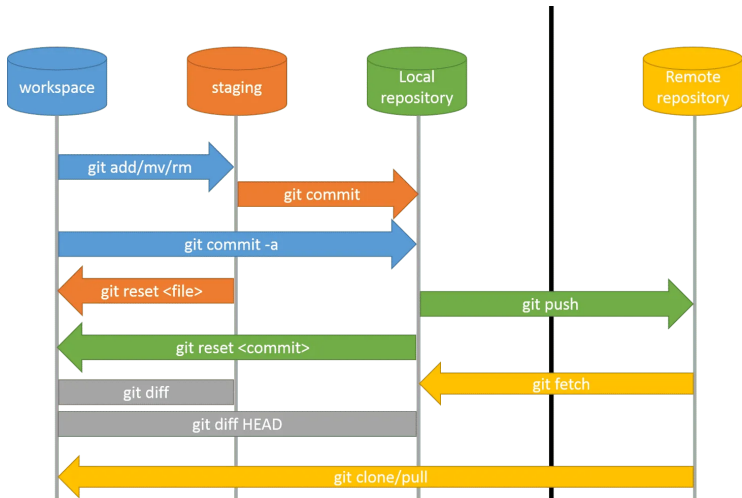 workspace
staging
Local
repository
Remote
repository
git add/mv/rm
git commit
git commit -a
git reset <file>
git push
git reset <commit>
git diff
git fetch
git diff HEAD
git clone/pull